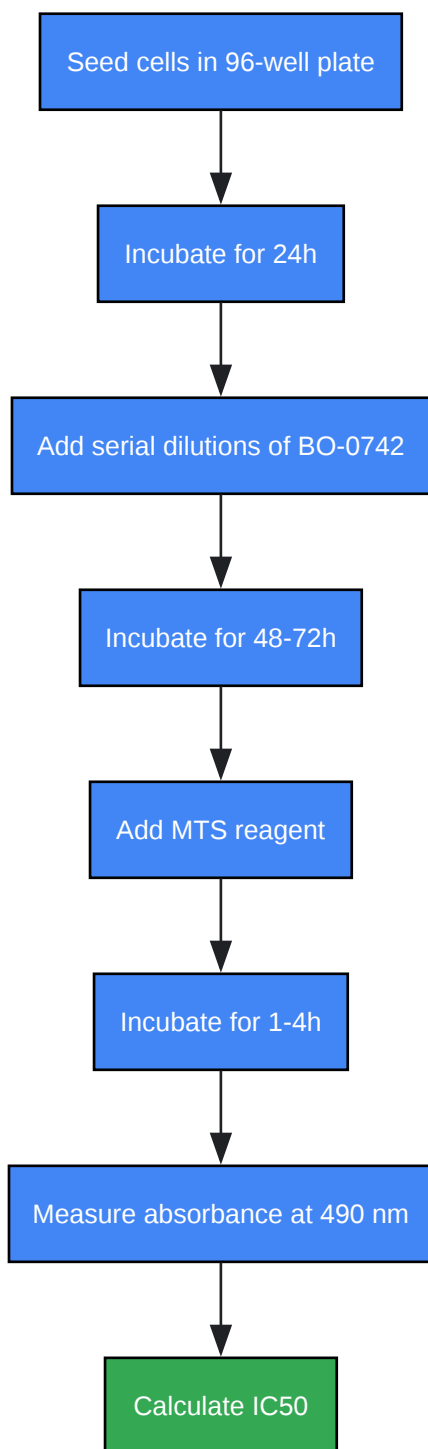 Seed cells in 96-well plate
Incubate for 24h
Add serial dilutions of BO-0742
Incubate for 48-72h
Add MTS reagent
Incubate for 1-4h
Measure absorbance at 490 nm
Calculate IC50